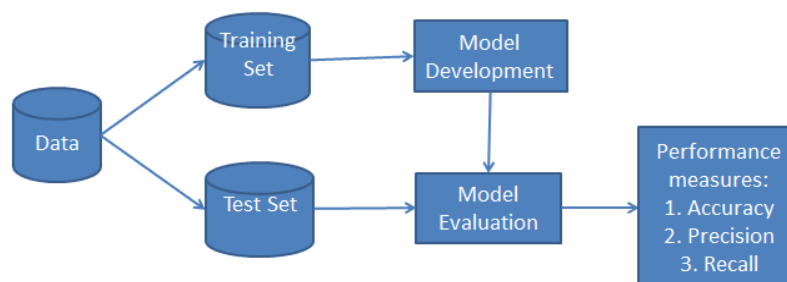 Training
Set
Model
Development
Data
Test Set
Model
Evaluation
Performance
measures:
1. Accuracy
2. Precision
3. Recall